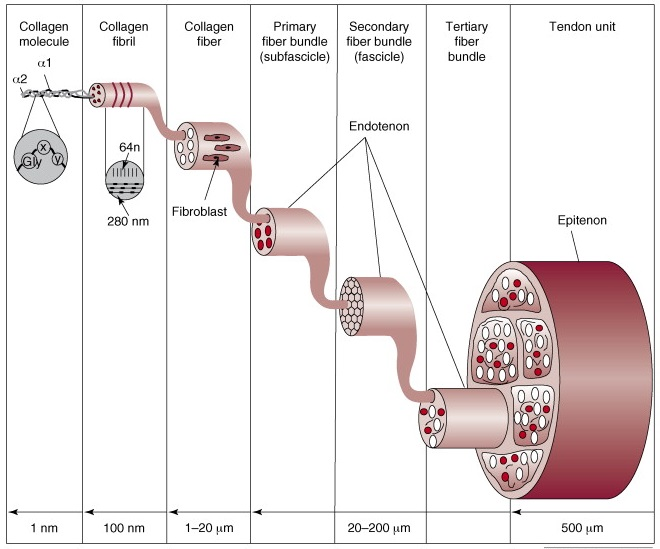 Collagen
molecule
Collagen
fibril
Collagen
fiber
Primary
fiber bundle
(subfascicle)
Secondary
fiber bundle
(fascicle)
Tertiary
fiber
bundle
Tendon unit
α1
α2
Gly
x
y
64n
280 nm
Fibroblast
Endotenon
Epitenon
1 nm
100 nm
1–20 μm
20–200 μm
500 μm